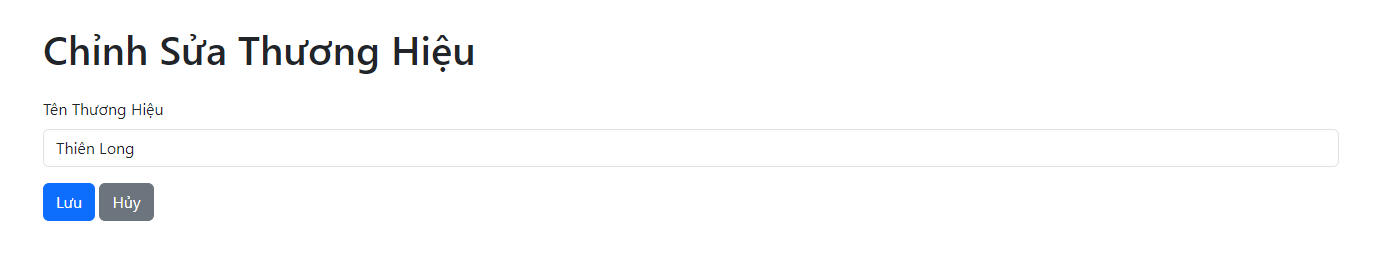 Chỉnh Sửa Thương Hiệu
Tên Thương Hiệu
Thiên Long
Lưu Hủy